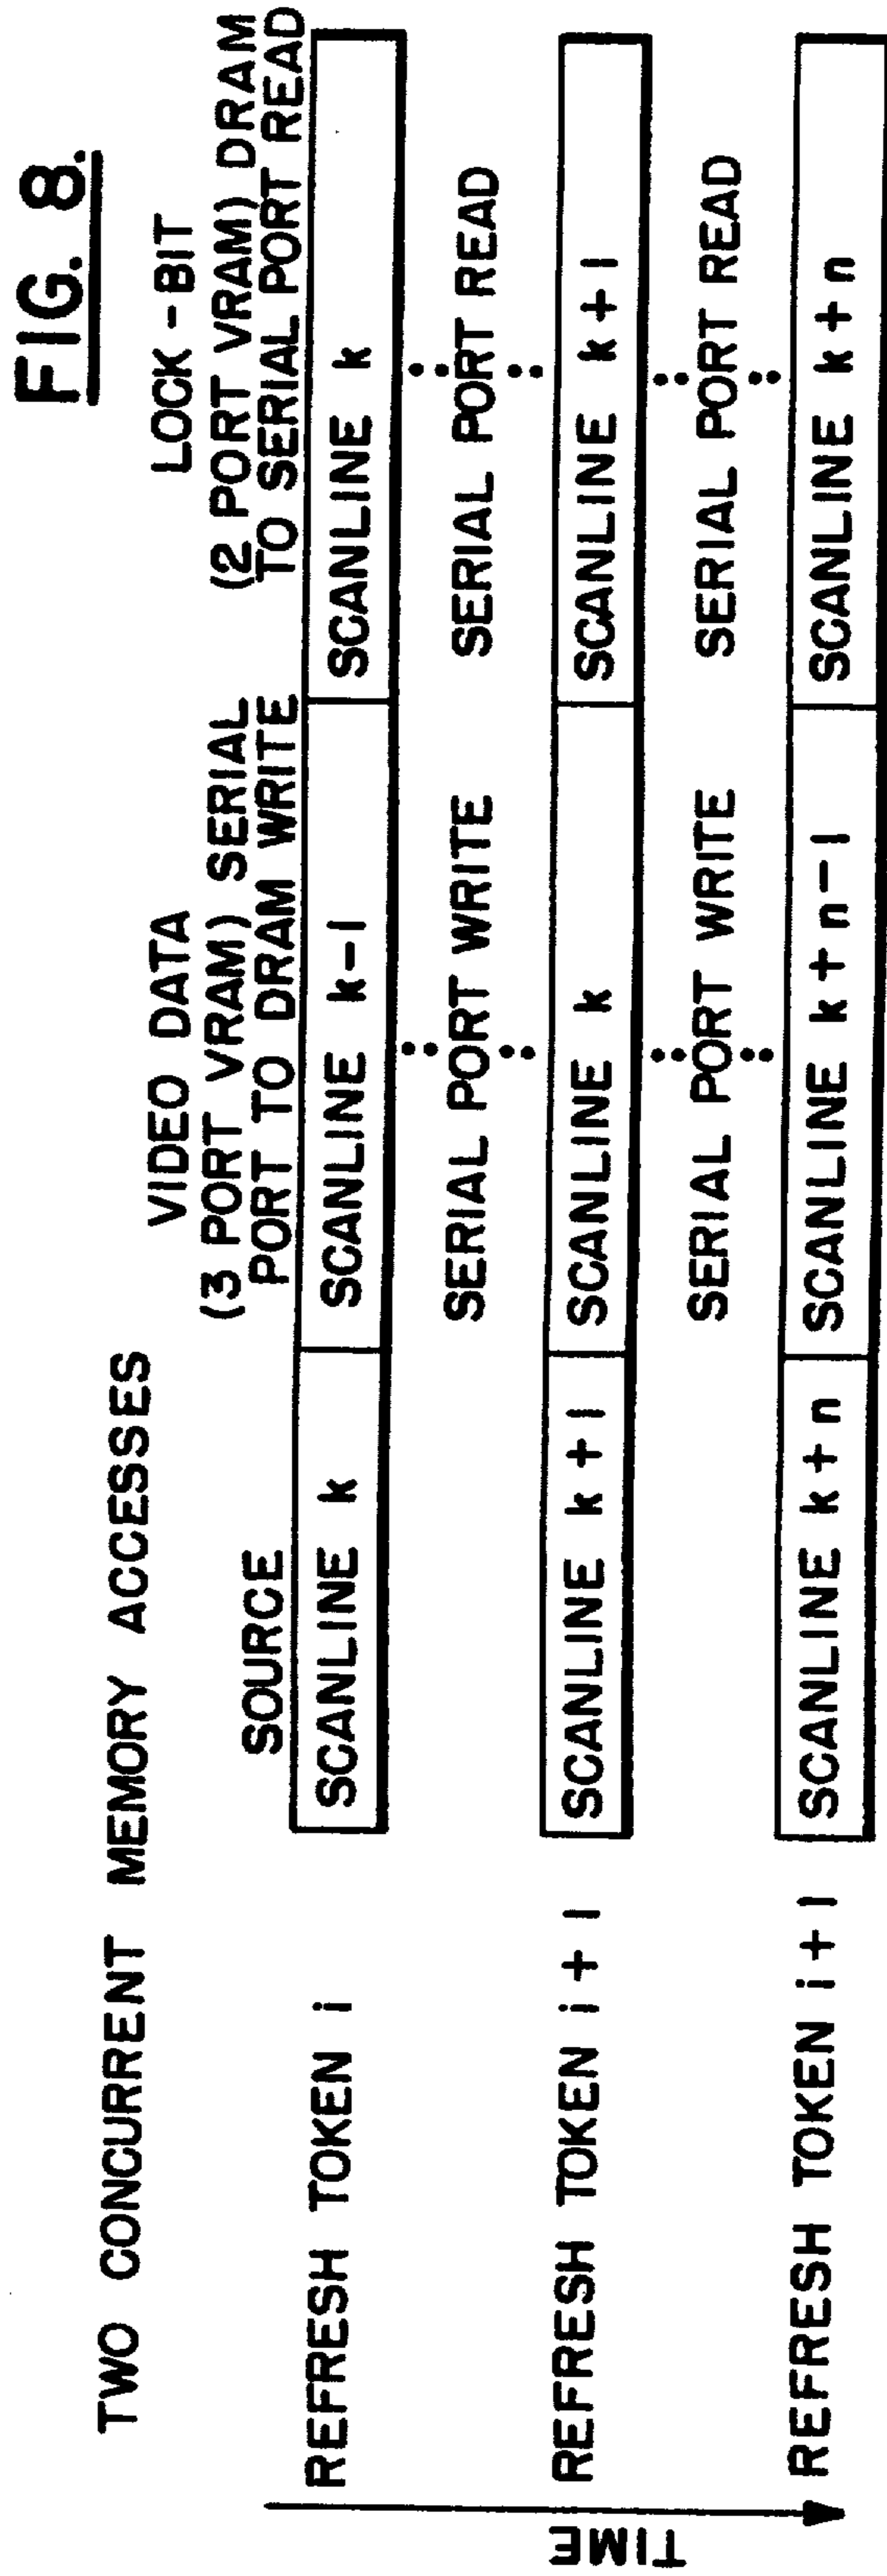 FIG. 8.
TWO CONCURRENT MEMORY ACCESSES
SOURCE
VIDEO DATA
(3 PORT VRAM) SERIAL
PORT TO DRAM WRITE
LOCK-BIT
(2 PORT VRAM) DRAM
TO SERIAL PORT READ
REFRESH TOKEN i
SCANLINE k
SCANLINE k-1
SCANLINE k
SERIAL PORT WRITE
SERIAL PORT READ
REFRESH TOKEN i+1
SCANLINE k+1
SCANLINE k
SCANLINE k+1
SERIAL PORT WRITE
SERIAL PORT READ
REFRESH TOKEN i+1
SCANLINE k+n
SCANLINE k+n-1
SCANLINE k+n
TIME